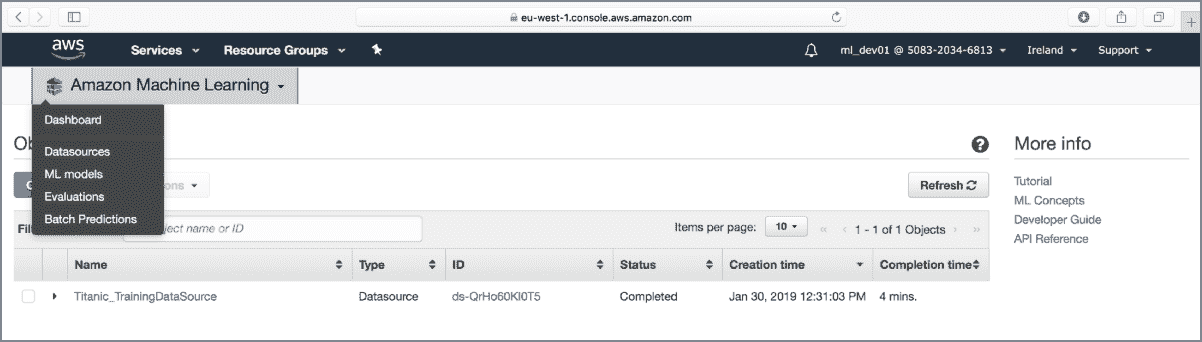 eu-west-1.console.aws.amazon.com
aws Services Resource Groups ml_dev01 @ 5083-2034-6813 Ireland Support
Amazon Machine Learning
Dashboard
Datasources
ML models
Evaluations
Batch Predictions
Ob
?
More info
Refresh
Tutorial
ML Concepts
Developer Guide
API Reference
Items per page: 10 « ‹ 1 - 1 of 1 Objects › »
Name Type ID Status Creation time Completion time
Titanic_TrainingDataSource Datasource ds-QrHo60Kl0T5 Completed Jan 30, 2019 12:31:03 PM 4 mins.